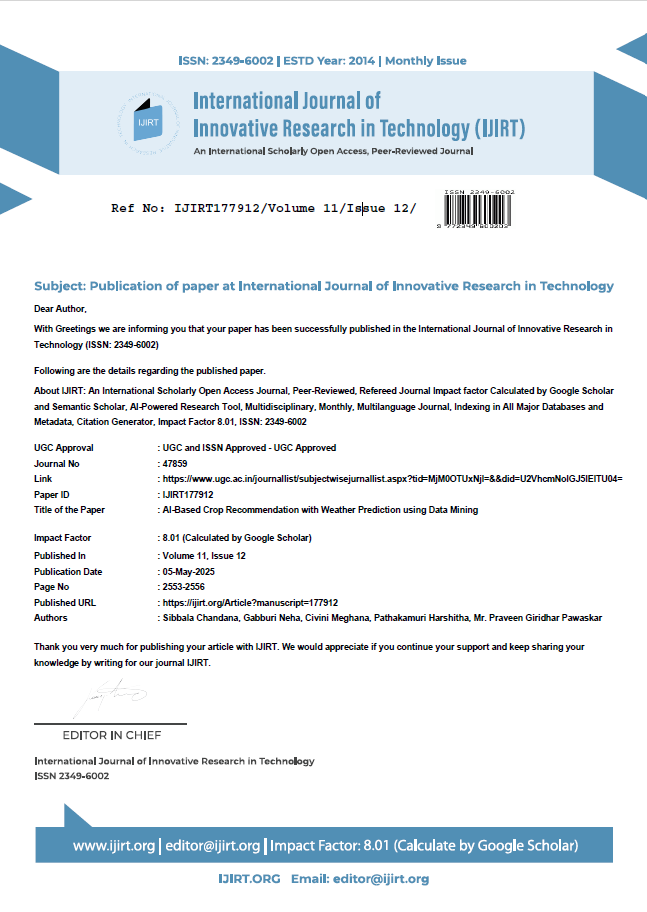 ISSN: 2349-6002 | ESTD Year: 2014 | Monthly Issue
IJIRT
International Journal of
Innovative Research in Technology (IJIRT)
An International Scholarly Open Access, Peer-Reviewed Journal
Ref No: IJIRT177912/Volume 11/Issue 12/
ISSN 2349-6002
Subject: Publication of paper at International Journal of Innovative Research in Technology
Dear Author,
With Greetings we are informing you that your paper has been successfully published in the International Journal of Innovative Research in
Technology (ISSN: 2349-6002)
Following are the details regarding the published paper.
About IJIRT: An International Scholarly Open Access Journal, Peer-Reviewed, Refereed Journal Impact factor Calculated by Google Scholar
and Semantic Scholar, AI-Powered Research Tool, Multidisciplinary, Monthly, Multilanguage Journal, Indexing in All Major Databases and
Metadata, Citation Generator, Impact Factor 8.01, ISSN: 2349-6002
UGC Approval : UGC and ISSN Approved - UGC Approved
Journal No : 47859
Link : https://www.ugc.ac.in/journallist/subjectwisejurnallist.aspx?tid=MjM0OTUxNjI=&&did=U2VhcmNoIGJ5IElTU04=
Paper ID : IJIRT177912
Title of the Paper : AI-Based Crop Recommendation with Weather Prediction using Data Mining
Impact Factor : 8.01 (Calculated by Google Scholar)
Published In : Volume 11, Issue 12
Publication Date : 05-May-2025
Page No : 2553-2556
Published URL : https://ijirt.org/Article?manuscript=177912
Authors : Sibbala Chandana, Gabburi Neha, Civini Meghana, Pathakamuri Harshitha, Mr. Praveen Giridhar Pawaskar
Thank you very much for publishing your article with IJIRT. We would appreciate if you continue your support and keep sharing your
knowledge by writing for our journal IJIRT.
EDITOR IN CHIEF
International Journal of Innovative Research in Technology
ISSN 2349-6002
www.ijirt.org | editor@ijirt.org | Impact Factor: 8.01 (Calculate by Google Scholar)
IJIRT.ORG Email: editor@ijirt.org